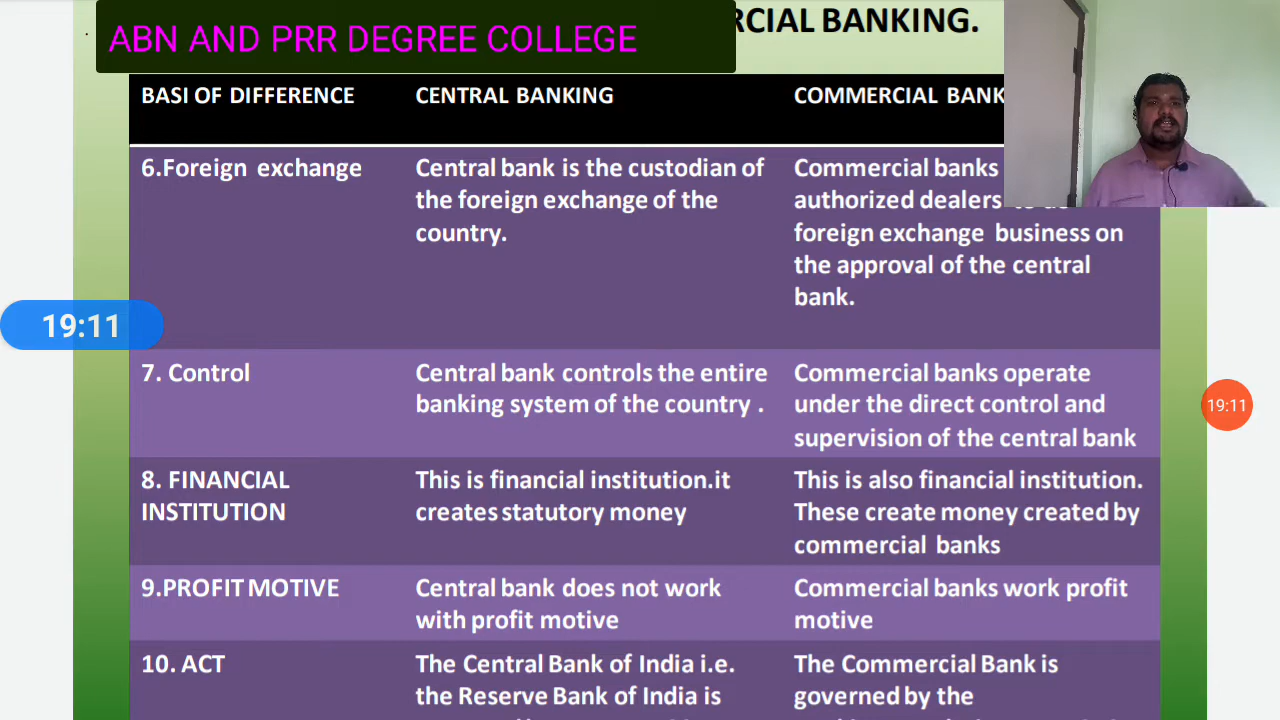 ABN AND PRR DEGREE COLLEGE
RCIAL BANKING.
BASI OF DIFFERENCE
CENTRAL BANKING
COMMERCIAL BANK
6.Foreign exchange
Central bank is the custodian of
the foreign exchange of the
country.
Commercial banks
authorized dealers
foreign exchange business on
the approval of the central
bank.
19:11
7. Control
Central bank controls the entire
banking system of the country .
Commercial banks operate
under the direct control and
supervision of the central bank
19:11
8. FINANCIAL
INSTITUTION
This is financial institution.it
creates statutory money
This is also financial institution.
These create money created by
commercial banks
9.PROFIT MOTIVE
Central bank does not work
with profit motive
Commercial banks work profit
motive
10. ACT
The Central Bank of India i.e.
the Reserve Bank of India is
The Commercial Bank is
governed by the